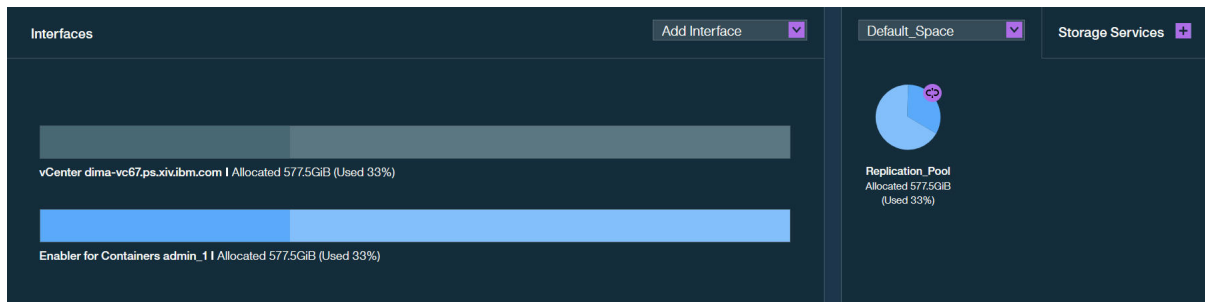 Interfaces
Add Interface
Default_Space
Storage Services
vCenter dima-vc67.ps.xiv.ibm.com | Allocated 577.5GiB (Used 33%)
Enabler for Containers admin_1 | Allocated 577.5GiB (Used 33%)
Replication_Pool
Allocated 577.5GiB
(Used 33%)